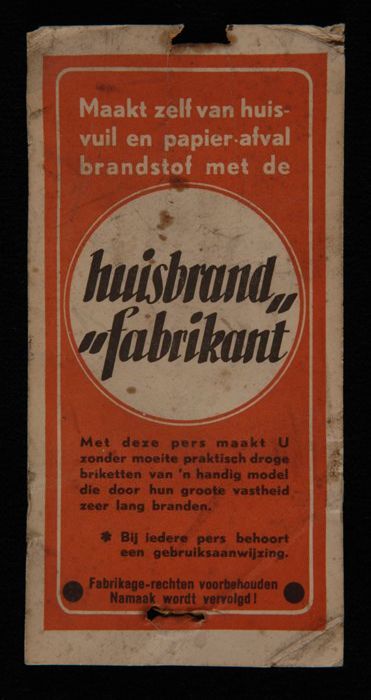 Maakt zelf van huis-
vuil en papier-afval
brandstof met de
huisbrand„
„fabrikant
Met deze pers maakt U
zonder moeite praktisch droge
briketten van 'n handig model
die door hun groote vastheid
zeer lang branden.
* Bij iedere pers behoort
een gebruiksaanwijzing.
Fabrikage-rechten voorbehouden
Namaak wordt vervolgd!